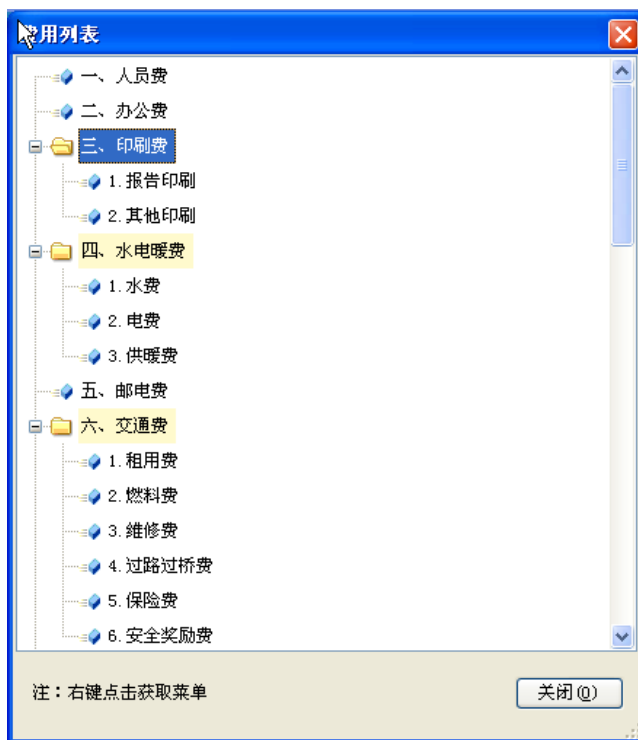 用列表
一、人员费
二、办公费
三、印刷费
1.报告印刷
2.其他印刷
四、水电暖费
1.水费
2.电费
3.供暖费
五、邮电费
六、交通费
1.租用费
2.燃料费
3.维修费
4.过路过桥费
5.保险费
6.安全奖励费
注：右键点击获取菜单
关闭(Q)